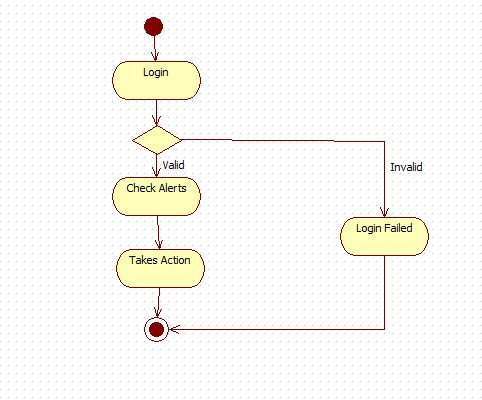 Login
Valid
Invalid
Check Alerts
Login Failed
Takes Action